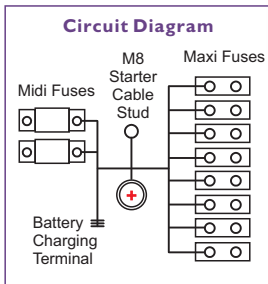 Circuit Diagram
M8
Starter
Cable
Stud
Midi Fuses
Maxi Fuses
+
Battery
Charging
Terminal